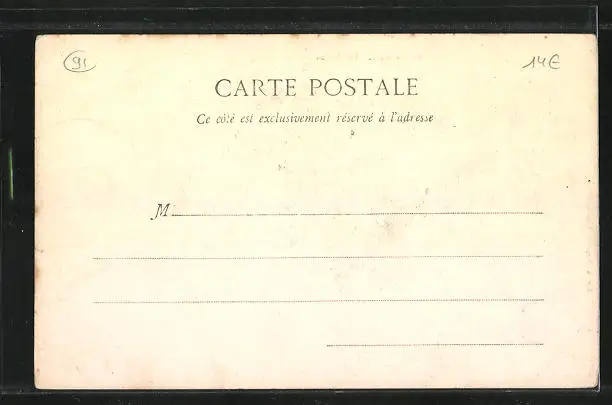 91
14€
CARTE POSTALE
Ce côté est exclusivement réservé à l'adresse
M